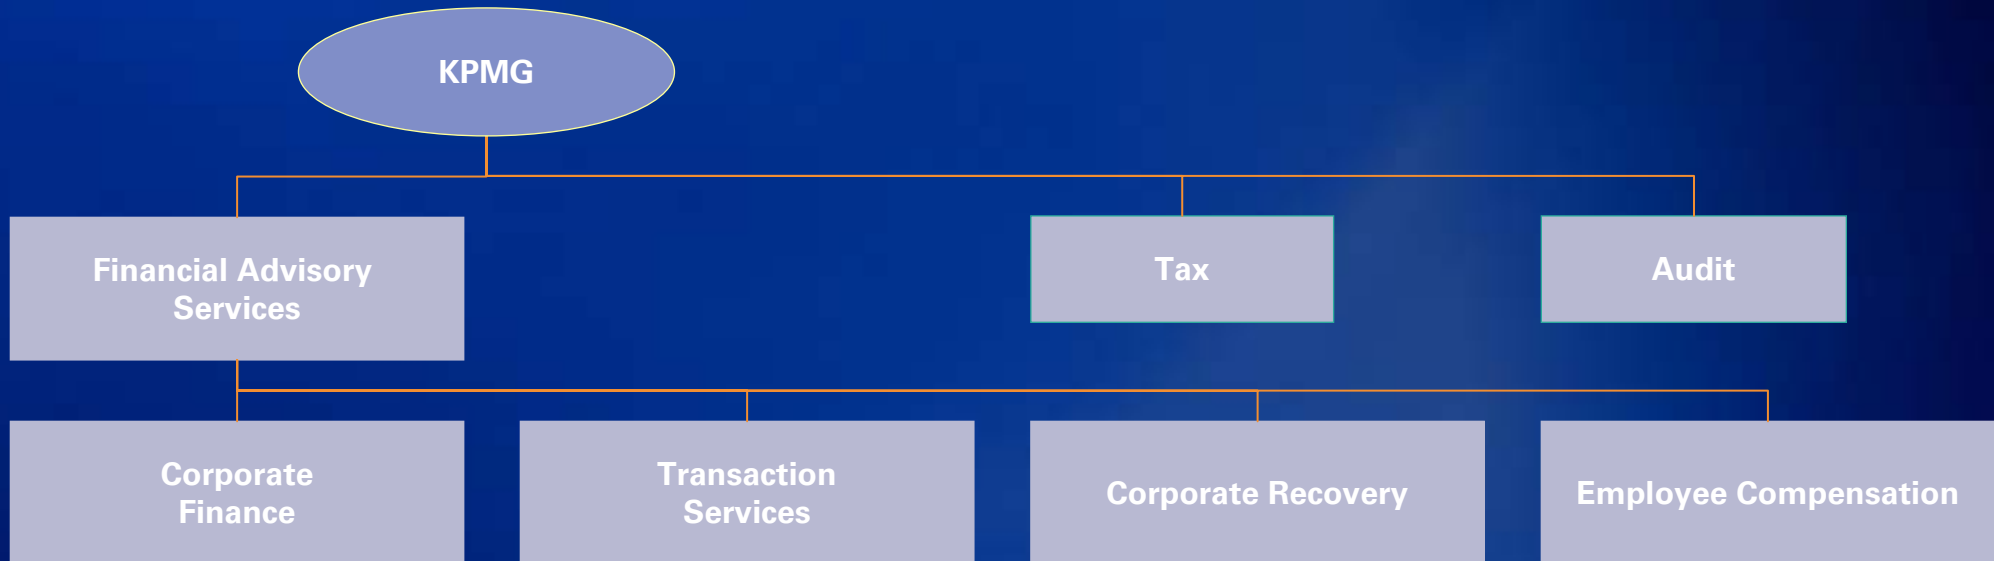 KPMG
Financial Advisory
Services
Tax
Audit
Corporate
Finance
Transaction
Services
Corporate Recovery
Employee Compensation